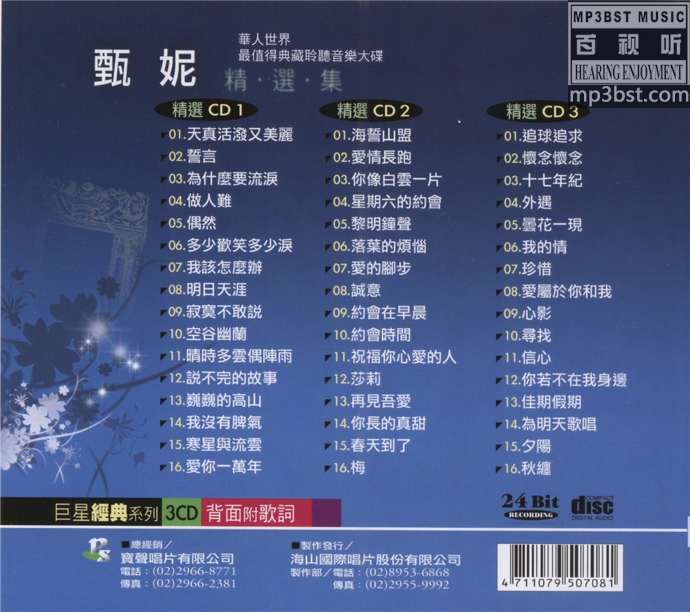 MP3BST MUSIC
百视听
HEARING ENJOYMENT
mp3bst.com
華人世界
最值得典藏聆聽音樂大碟
甄妮
精·選·集
精選 CD 1
01.天真活潑又美麗
02.誓言
03.為什麼要流淚
04.做人難
05.偶然
06.多少歡笑多少淚
07.我該怎麼辦
08.明日天涯
09.寂寞不敢説
10.空谷幽蘭
11.晴時多雲偶陣雨
12.説不完的故事
13.巍巍的高山
14.我沒有脾氣
15.寒星與流雲
16.愛你一萬年
精選 CD 2
01.海誓山盟
02.愛情長跑
03.你像白雲一片
04.星期六的約會
05.黎明鐘聲
06.落葉的煩惱
07.愛的腳步
08.誠意
09.約會在早晨
10.約會時間
11.祝福你心愛的人
12.莎莉
13.再見吾愛
14.你長的真甜
15.春天到了
16.梅
精選 CD 3
01.追球追求
02.懷念懷念
03.十七年紀
04.外遇
05.曇花一現
06.我的情
07.珍惜
08.愛屬於你和我
09.心影
10.尋找
11.信心
12.你若不在我身邊
13.佳期假期
14.為明天歌唱
15.夕陽
16.秋纏
巨星經典系列 3CD 背面附歌詞
24 Bit
RECORDING
COMPACT
disc
DIGITAL AUDIO
總經銷/
寶聲唱片有限公司
電話:(02)2966-8771
傳真:(02)2966-2381
製作發行/
海山國際唱片股份有限公司
製作部/電話:(02)8953-6868
傳真:(02)2955-9992
4 711079 507081